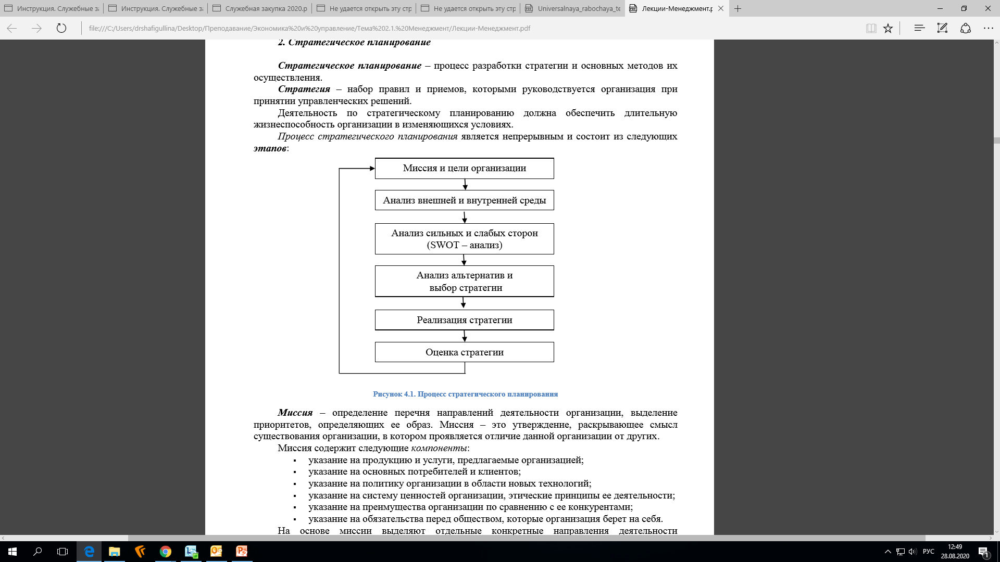 Инструкция. Служебные за
Инструкция. Служебные за
Служебная закупка 2020.p
Не удается открыть эту стр
Не удается открыть эту стр
Universalnaya_rabochaya_te
Лекции-Менеджмент.p
file:///C:/Users/drshafigullina/Desktop/Преподавание/Экономика%20и%20управление/Тема%202.1.%20Менеджмент/Лекции-Менеджмент.pdf
2. Стратегическое планирование
Стратегическое планирование – процесс разработки стратегии и основных методов их
осуществления.
Стратегия – набор правил и приемов, которыми руководствуется организация при
принятии управленческих решений.
Деятельность по стратегическому планированию должна обеспечить длительную
жизнеспособность организации в изменяющихся условиях.
Процесс стратегического планирования является непрерывным и состоит из следующих
этапов:
Миссия и цели организации
Анализ внешней и внутренней среды
Анализ сильных и слабых сторон
(SWOT – анализ)
Анализ альтернатив и
выбор стратегии
Реализация стратегии
Оценка стратегии
Рисунок 4.1. Процесс стратегического планирования
Миссия – определение перечня направлений деятельности организации, выделение
приоритетов, определяющих ее образ. Миссия – это утверждение, раскрывающее смысл
существования организации, в котором проявляется отличие данной организации от других.
Миссия содержит следующие компоненты:
▪ указание на продукцию и услуги, предлагаемые организацией;
▪ указание на основных потребителей и клиентов;
▪ указание на политику организации в области новых технологий;
▪ указание на систему ценностей организации, этические принципы ее деятельности;
▪ указание на преимущества организации по сравнению с ее конкурентами;
▪ указание на обязательства перед обществом, которые организация берет на себя.
На основе миссии выделяют отдельные конкретные направления деятельности
РУС
12:49
28.08.2020
1